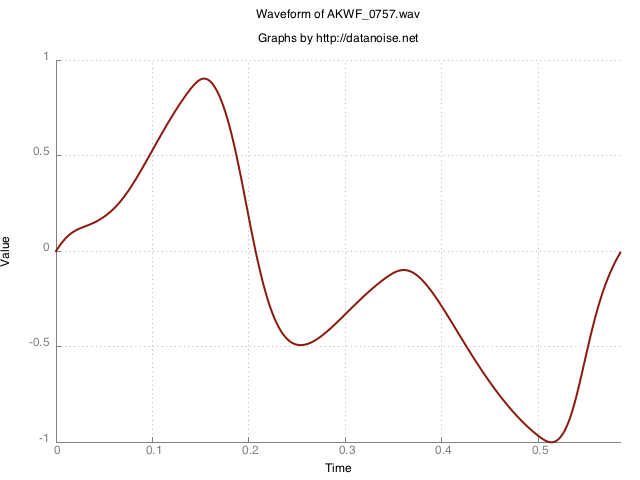 Waveform of AKWF_0757.wav
Graphs by http://datanoise.net
1
0.5
0
-0.5
-1
Value
0 0.1 0.2 0.3 0.4 0.5
Time